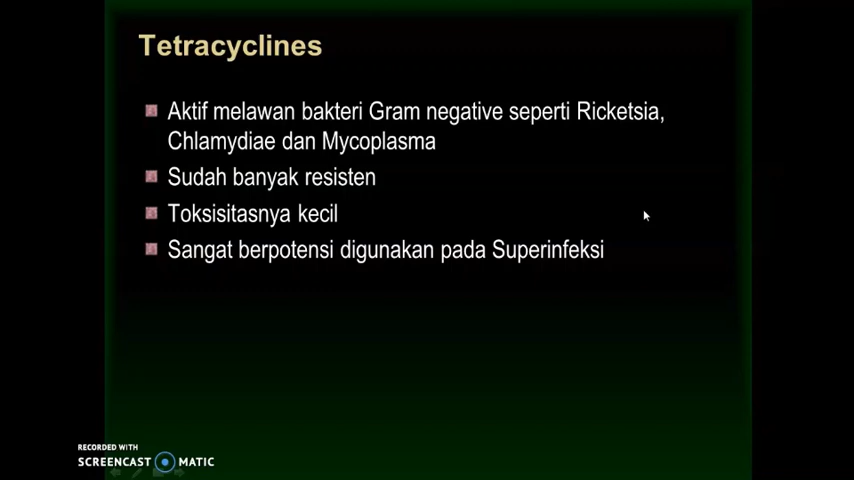 Tetracyclines
Aktif melawan bakteri Gram negative seperti Ricketsia,
Chlamydiae dan Mycoplasma
Sudah banyak resisten
Toksisitasnya kecil
Sangat berpotensi digunakan pada Superinfeksi
RECORDED WITH
SCREENCAST MATIC